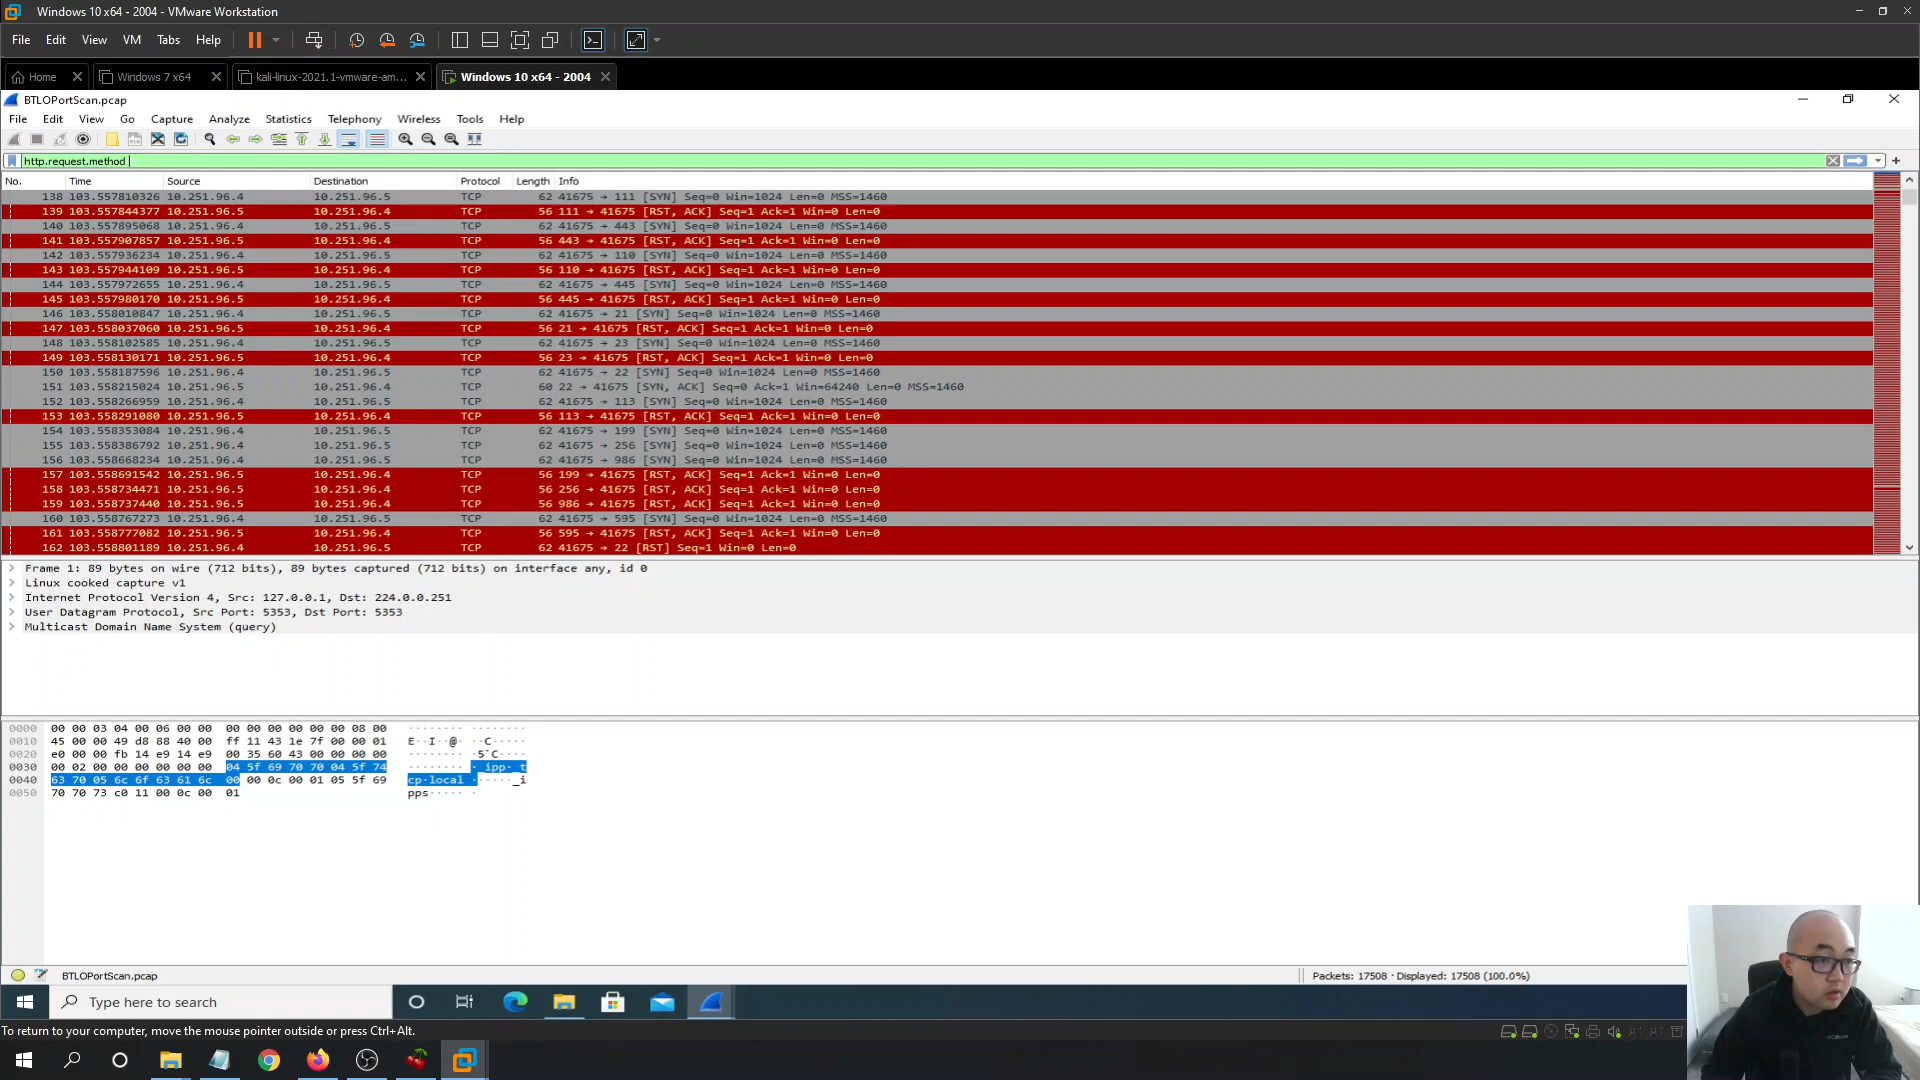 Windows 10 x64 - 2004 - VMware Workstation
File Edit View VM Tabs Help
Home Windows 7 x64 kali-linux-2021.1-vmware-am... Windows 10 x64 - 2004
BTLOPortScan.pcap
File Edit View Go Capture Analyze Statistics Telephony Wireless Tools Help
http.request.method
No. Time Source Destination Protocol Length Info
138 103.557810326 10.251.96.4 10.251.96.5 TCP 62 41675 → 111 [SYN] Seq=0 Win=1024 Len=0 MSS=1460
139 103.557844377 10.251.96.5 10.251.96.4 TCP 56 111 → 41675 [RST, ACK] Seq=1 Ack=1 Win=0 Len=0
140 103.557895068 10.251.96.4 10.251.96.5 TCP 62 41675 → 443 [SYN] Seq=0 Win=1024 Len=0 MSS=1460
141 103.557907857 10.251.96.5 10.251.96.4 TCP 56 443 → 41675 [RST, ACK] Seq=1 Ack=1 Win=0 Len=0
142 103.557936234 10.251.96.4 10.251.96.5 TCP 62 41675 → 110 [SYN] Seq=0 Win=1024 Len=0 MSS=1460
143 103.557944109 10.251.96.5 10.251.96.4 TCP 56 110 → 41675 [RST, ACK] Seq=1 Ack=1 Win=0 Len=0
144 103.557972655 10.251.96.4 10.251.96.5 TCP 62 41675 → 445 [SYN] Seq=0 Win=1024 Len=0 MSS=1460
145 103.557980170 10.251.96.5 10.251.96.4 TCP 56 445 → 41675 [RST, ACK] Seq=1 Ack=1 Win=0 Len=0
146 103.558010847 10.251.96.4 10.251.96.5 TCP 62 41675 → 21 [SYN] Seq=0 Win=1024 Len=0 MSS=1460
147 103.558037060 10.251.96.5 10.251.96.4 TCP 56 21 → 41675 [RST, ACK] Seq=1 Ack=1 Win=0 Len=0
148 103.558102585 10.251.96.4 10.251.96.5 TCP 62 41675 → 23 [SYN] Seq=0 Win=1024 Len=0 MSS=1460
149 103.558130171 10.251.96.5 10.251.96.4 TCP 56 23 → 41675 [RST, ACK] Seq=1 Ack=1 Win=0 Len=0
150 103.558187596 10.251.96.4 10.251.96.5 TCP 62 41675 → 22 [SYN] Seq=0 Win=1024 Len=0 MSS=1460
151 103.558215024 10.251.96.5 10.251.96.4 TCP 60 22 → 41675 [SYN, ACK] Seq=0 Ack=1 Win=64240 Len=0 MSS=1460
152 103.558266959 10.251.96.4 10.251.96.5 TCP 62 41675 → 113 [SYN] Seq=0 Win=1024 Len=0 MSS=1460
153 103.558291080 10.251.96.5 10.251.96.4 TCP 56 113 → 41675 [RST, ACK] Seq=1 Ack=1 Win=0 Len=0
154 103.558353084 10.251.96.4 10.251.96.5 TCP 62 41675 → 199 [SYN] Seq=0 Win=1024 Len=0 MSS=1460
155 103.558386792 10.251.96.4 10.251.96.5 TCP 62 41675 → 256 [SYN] Seq=0 Win=1024 Len=0 MSS=1460
156 103.558668234 10.251.96.4 10.251.96.5 TCP 62 41675 → 986 [SYN] Seq=0 Win=1024 Len=0 MSS=1460
157 103.558691542 10.251.96.5 10.251.96.4 TCP 56 199 → 41675 [RST, ACK] Seq=1 Ack=1 Win=0 Len=0
158 103.558734471 10.251.96.5 10.251.96.4 TCP 56 256 → 41675 [RST, ACK] Seq=1 Ack=1 Win=0 Len=0
159 103.558737440 10.251.96.5 10.251.96.4 TCP 56 986 → 41675 [RST, ACK] Seq=1 Ack=1 Win=0 Len=0
160 103.558767273 10.251.96.4 10.251.96.5 TCP 62 41675 → 595 [SYN] Seq=0 Win=1024 Len=0 MSS=1460
161 103.558777082 10.251.96.5 10.251.96.4 TCP 56 595 → 41675 [RST, ACK] Seq=1 Ack=1 Win=0 Len=0
162 103.558801189 10.251.96.4 10.251.96.5 TCP 62 41675 → 22 [RST] Seq=1 Win=0 Len=0
Frame 1: 89 bytes on wire (712 bits), 89 bytes captured (712 bits) on interface any, id 0
Linux cooked capture v1
Internet Protocol Version 4, Src: 127.0.0.1, Dst: 224.0.0.251
User Datagram Protocol, Src Port: 5353, Dst Port: 5353
Multicast Domain Name System (query)
0000 00 00 03 04 00 06 00 00 00 00 00 00 00 00 08 00 ········ ········
0010 45 00 00 49 d8 88 40 00 ff 11 43 1e 7f 00 00 01 E··I··@· ··C·····
0020 e0 00 00 fb 14 e9 14 e9 00 35 60 43 00 00 00 00 ········ ·5`C····
0030 00 02 00 00 00 00 00 00 04 5f 69 70 70 04 5f 74 ········ ·_ipp·_t
0040 63 70 05 6c 6f 63 61 6c 00 00 0c 00 01 05 5f 69 cp·local ······_i
0050 70 70 73 c0 11 00 0c 00 01 pps····· ·
BTLOPortScan.pcap Packets: 17508 · Displayed: 17508 (100.0%)
Type here to search
To return to your computer, move the mouse pointer outside or press Ctrl+Alt.